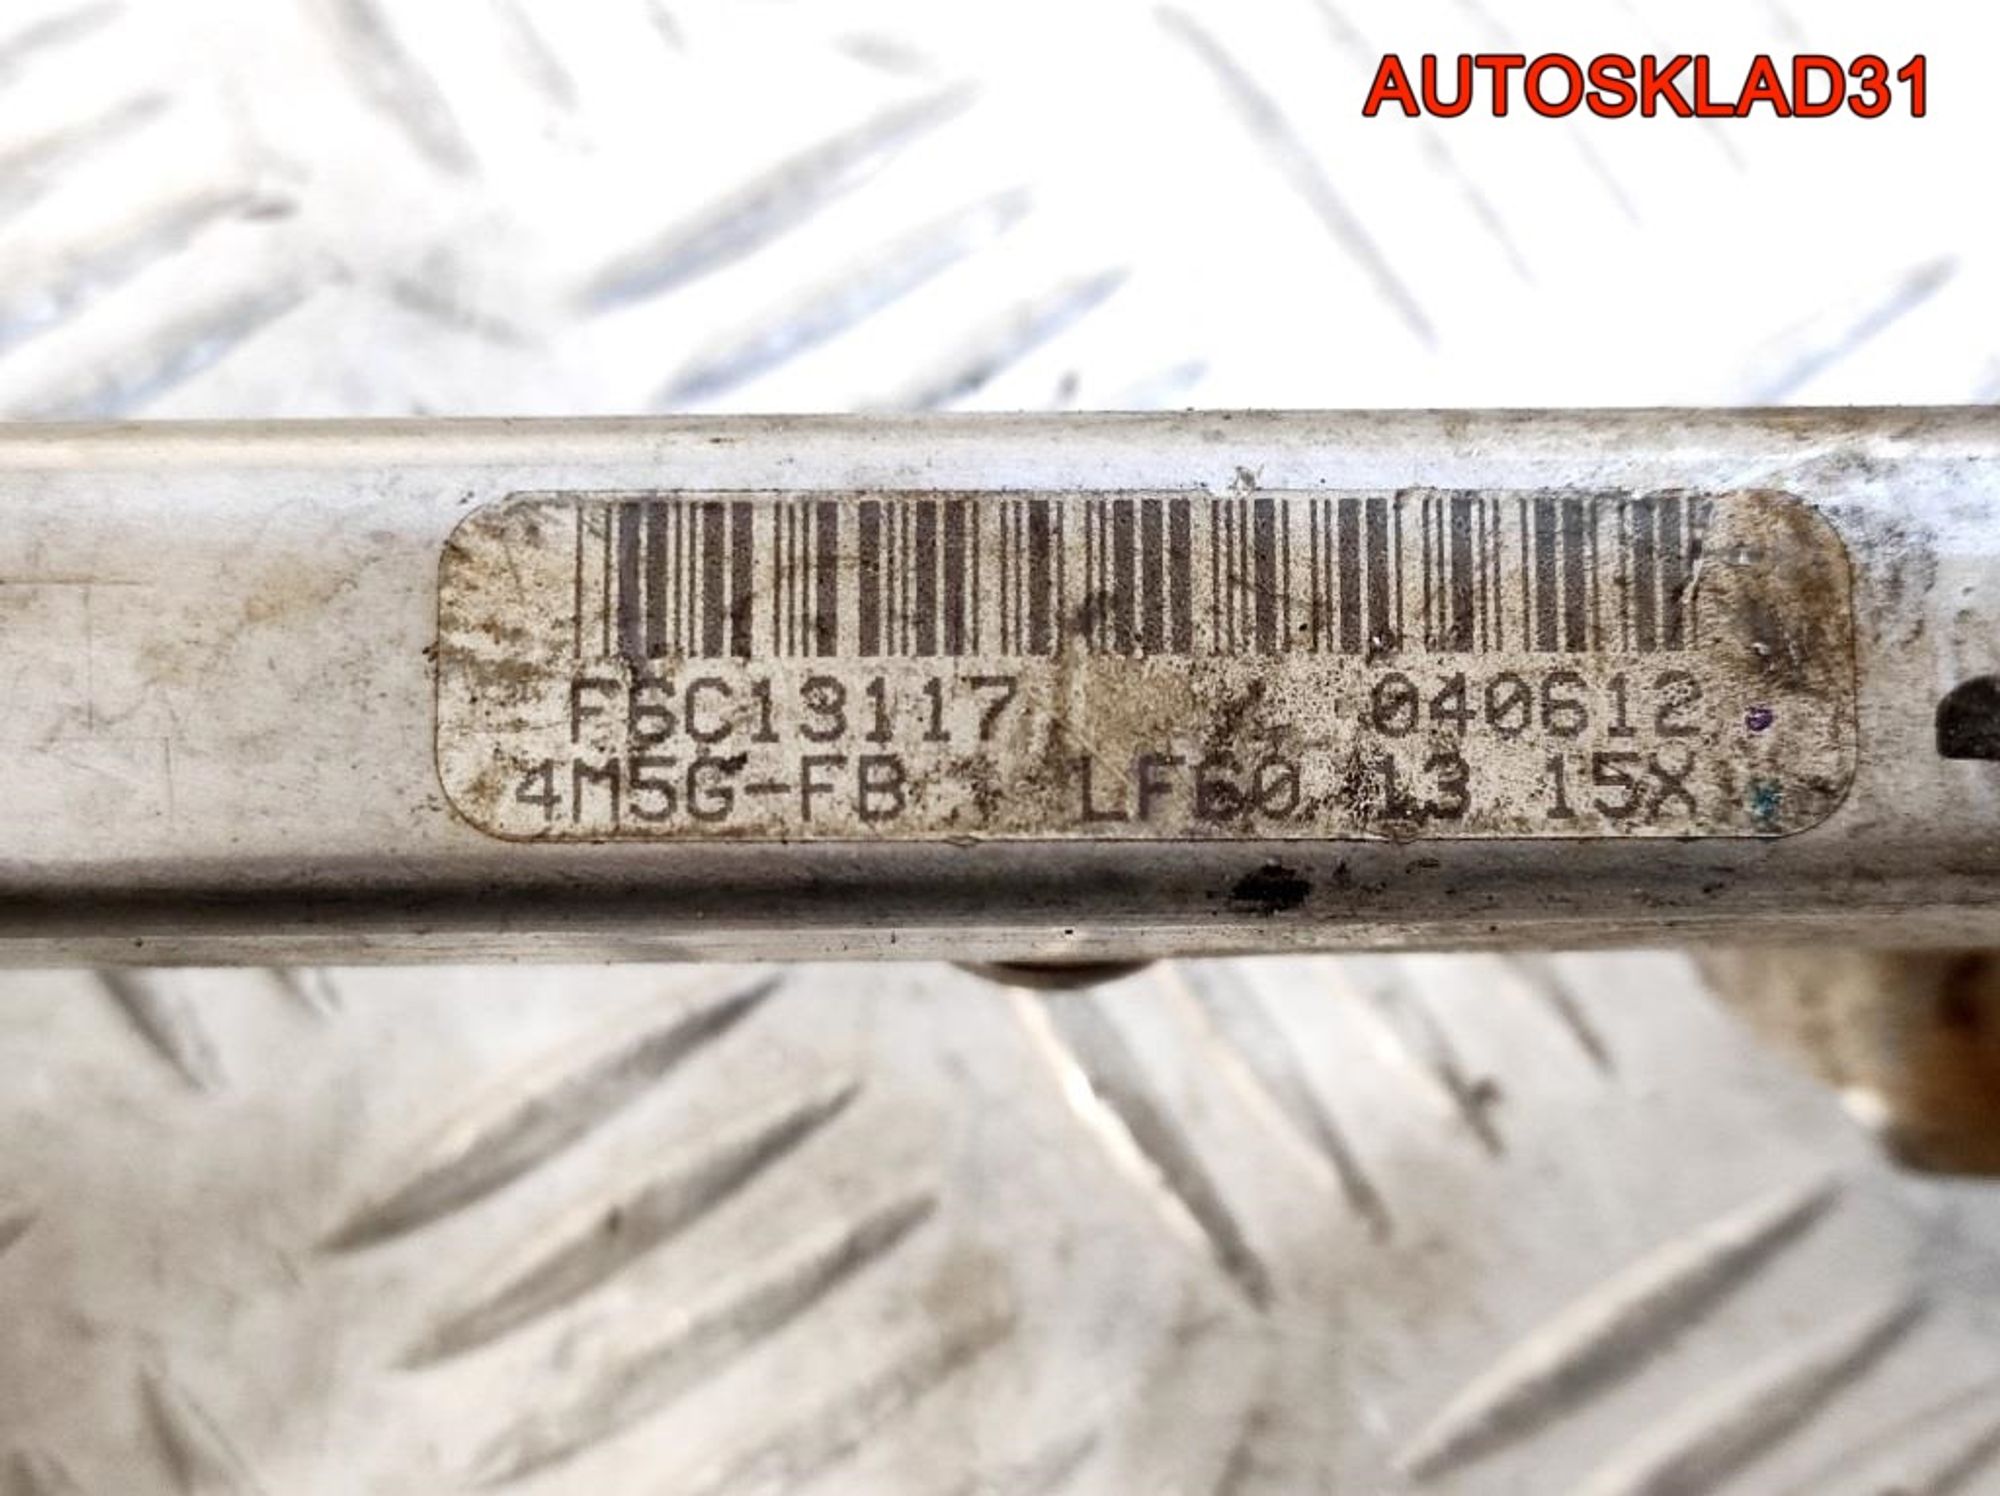 AUTOSKLAD31
F6C13117 040612
4M5G-FB LF60 13 15X